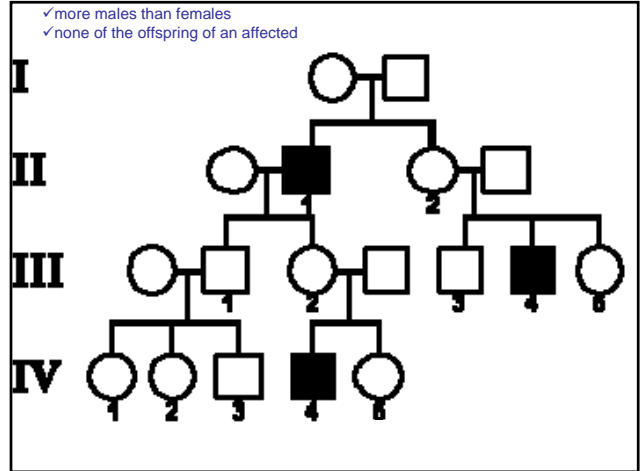 ✓more males than females
✓none of the offspring of an affected
I
II
1
2
III
1
2
3
4
5
IV
1
2
3
4
5